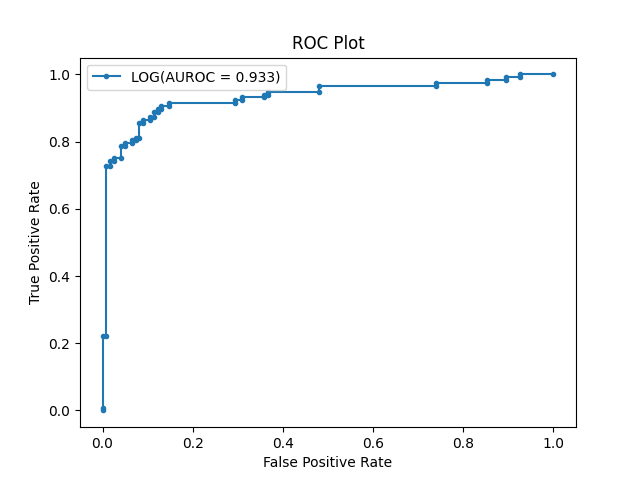 ROC Plot
LOG(AUROC = 0.933)
1.0
0.8
0.6
0.4
0.2
0.0
True Positive Rate
0.0 0.2 0.4 0.6 0.8 1.0
False Positive Rate